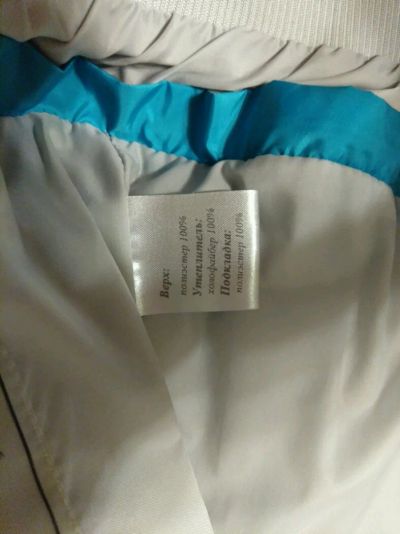 Верх:
полиэстер 100%
Утеплитель:
холофайбер 100%
Подкладка:
полиэстер 100%